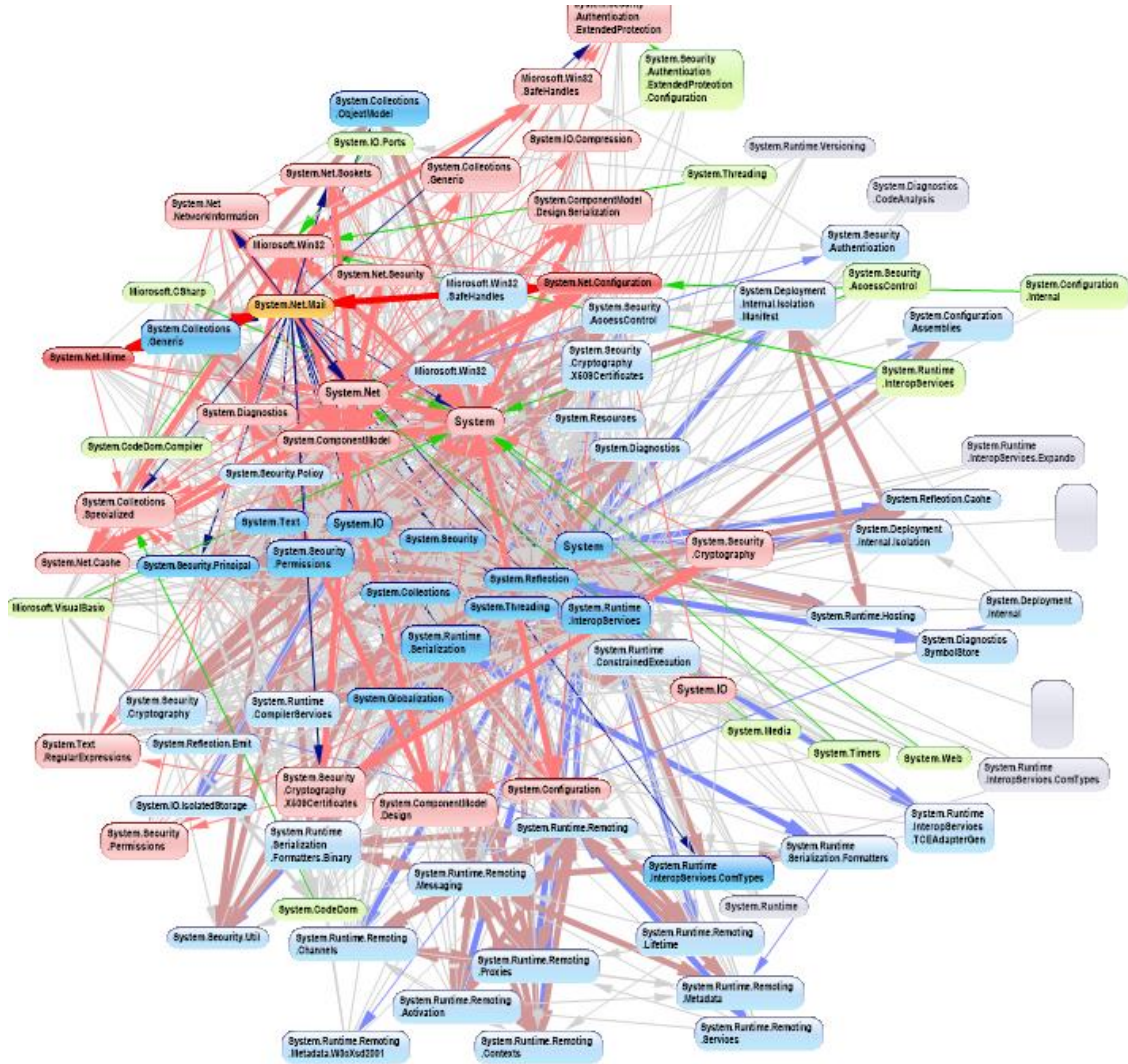 System.Security
.Authentication
.ExtendedProtection
System.Security
.Authentication
.ExtendedProtection
.Configuration
Microsoft.Win32
.SafeHandles
System.Collections
.ObjectModel
System.IO.Ports
System.IO.Compression
System.Runtime.Versioning
System.Net.Sockets
System.Collections
.Generic
System.Threading
System.Diagnostics
.CodeAnalysis
System.Net
.NetworkInformation
System.ComponentModel
.Design.Serialization
Microsoft.Win32
System.Security
.Authentication
System.Net.Security
Microsoft.Win32
.SafeHandles
System.Net.Configuration
System.Deployment
.Internal.Isolation
.Manifest
System.Security
.AccessControl
System.Configuration
.Internal
Microsoft.CSharp
System.Net.Mail
System.Security
.AccessControl
System.Configuration
.Assemblies
System.Collections
.Generic
System.Net.Mime
System.Security
.Cryptography
.X509Certificates
Microsoft.Win32
System.Runtime
.InteropServices
System.Net
System.Diagnostics
System
System.Resources
System.CodeDom.Compiler
System.ComponentModel
System.Diagnostics
System.Runtime
.InteropServices.Expando
System.Security.Policy
System.Collections
.Specialized
System.Reflection.Cache
System.Text
System.IO
System.Security
System
System.Security
.Cryptography
System.Deployment
.Internal.Isolation
System.Net.Cache
System.Security.Principal
System.Security
.Permissions
System.Reflection
Microsoft.VisualBasic
System.Collections
System.Threading
System.Runtime
.InteropServices
System.Runtime.Hosting
System.Deployment
.Internal
System.Runtime
.Serialization
System.Runtime
.ConstrainedExecution
System.Diagnostics
.SymbolStore
System.Security
.Cryptography
System.Runtime
.CompilerServices
System.Globalization
System.IO
System.Text
.RegularExpressions
System.Reflection.Emit
System.Media
System.Timers
System.Web
System.Runtime
.InteropServices.ComTypes
System.IO.IsolatedStorage
System.Security
.Cryptography
.X509Certificates
System.ComponentModel
.Design
System.Configuration
System.Security
.Permissions
System.Runtime
.Serialization
.Formatters.Binary
System.Runtime.Remoting
System.Runtime
.InteropServices
.TCEAdapterGen
System.Runtime
.Serialization.Formatters
System.Runtime.Remoting
.Messaging
System.Runtime
.InteropServices.ComTypes
System.CodeDom
System.Runtime
System.Security.Util
System.Runtime.Remoting
.Channels
System.Runtime.Remoting
.Lifetime
System.Runtime.Remoting
.Proxies
System.Runtime.Remoting
.Metadata
System.Runtime.Remoting
.Activation
System.Runtime.Remoting
.Metadata.W3cXsd2001
System.Runtime.Remoting
.Contexts
System.Runtime.Remoting
.Services